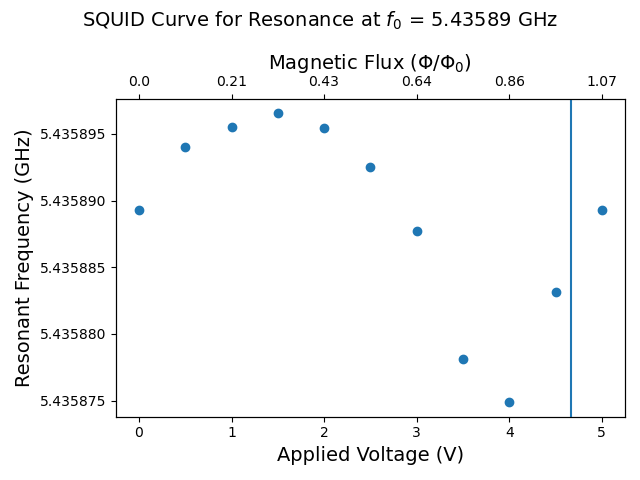 SQUID Curve for Resonance at f₀ = 5.43589 GHz
Magnetic Flux (Φ/Φ₀)
0.0 0.21 0.43 0.64 0.86 1.07
5.435895
5.435890
5.435885
5.435880
5.435875
Resonant Frequency (GHz)
0 1 2 3 4 5
Applied Voltage (V)